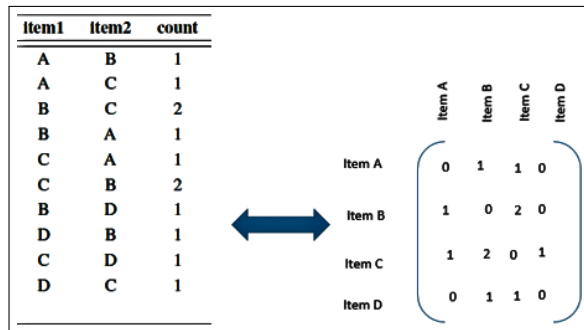 item1 item2 count
A B 1
A C 1
B C 2
B A 1
C A 1
C B 2
B D 1
D B 1
C D 1
D C 1
Item A Item B Item C Item D
Item A 0 1 1 0
Item B 1 0 2 0
Item C 1 2 0 1
Item D 0 1 1 0